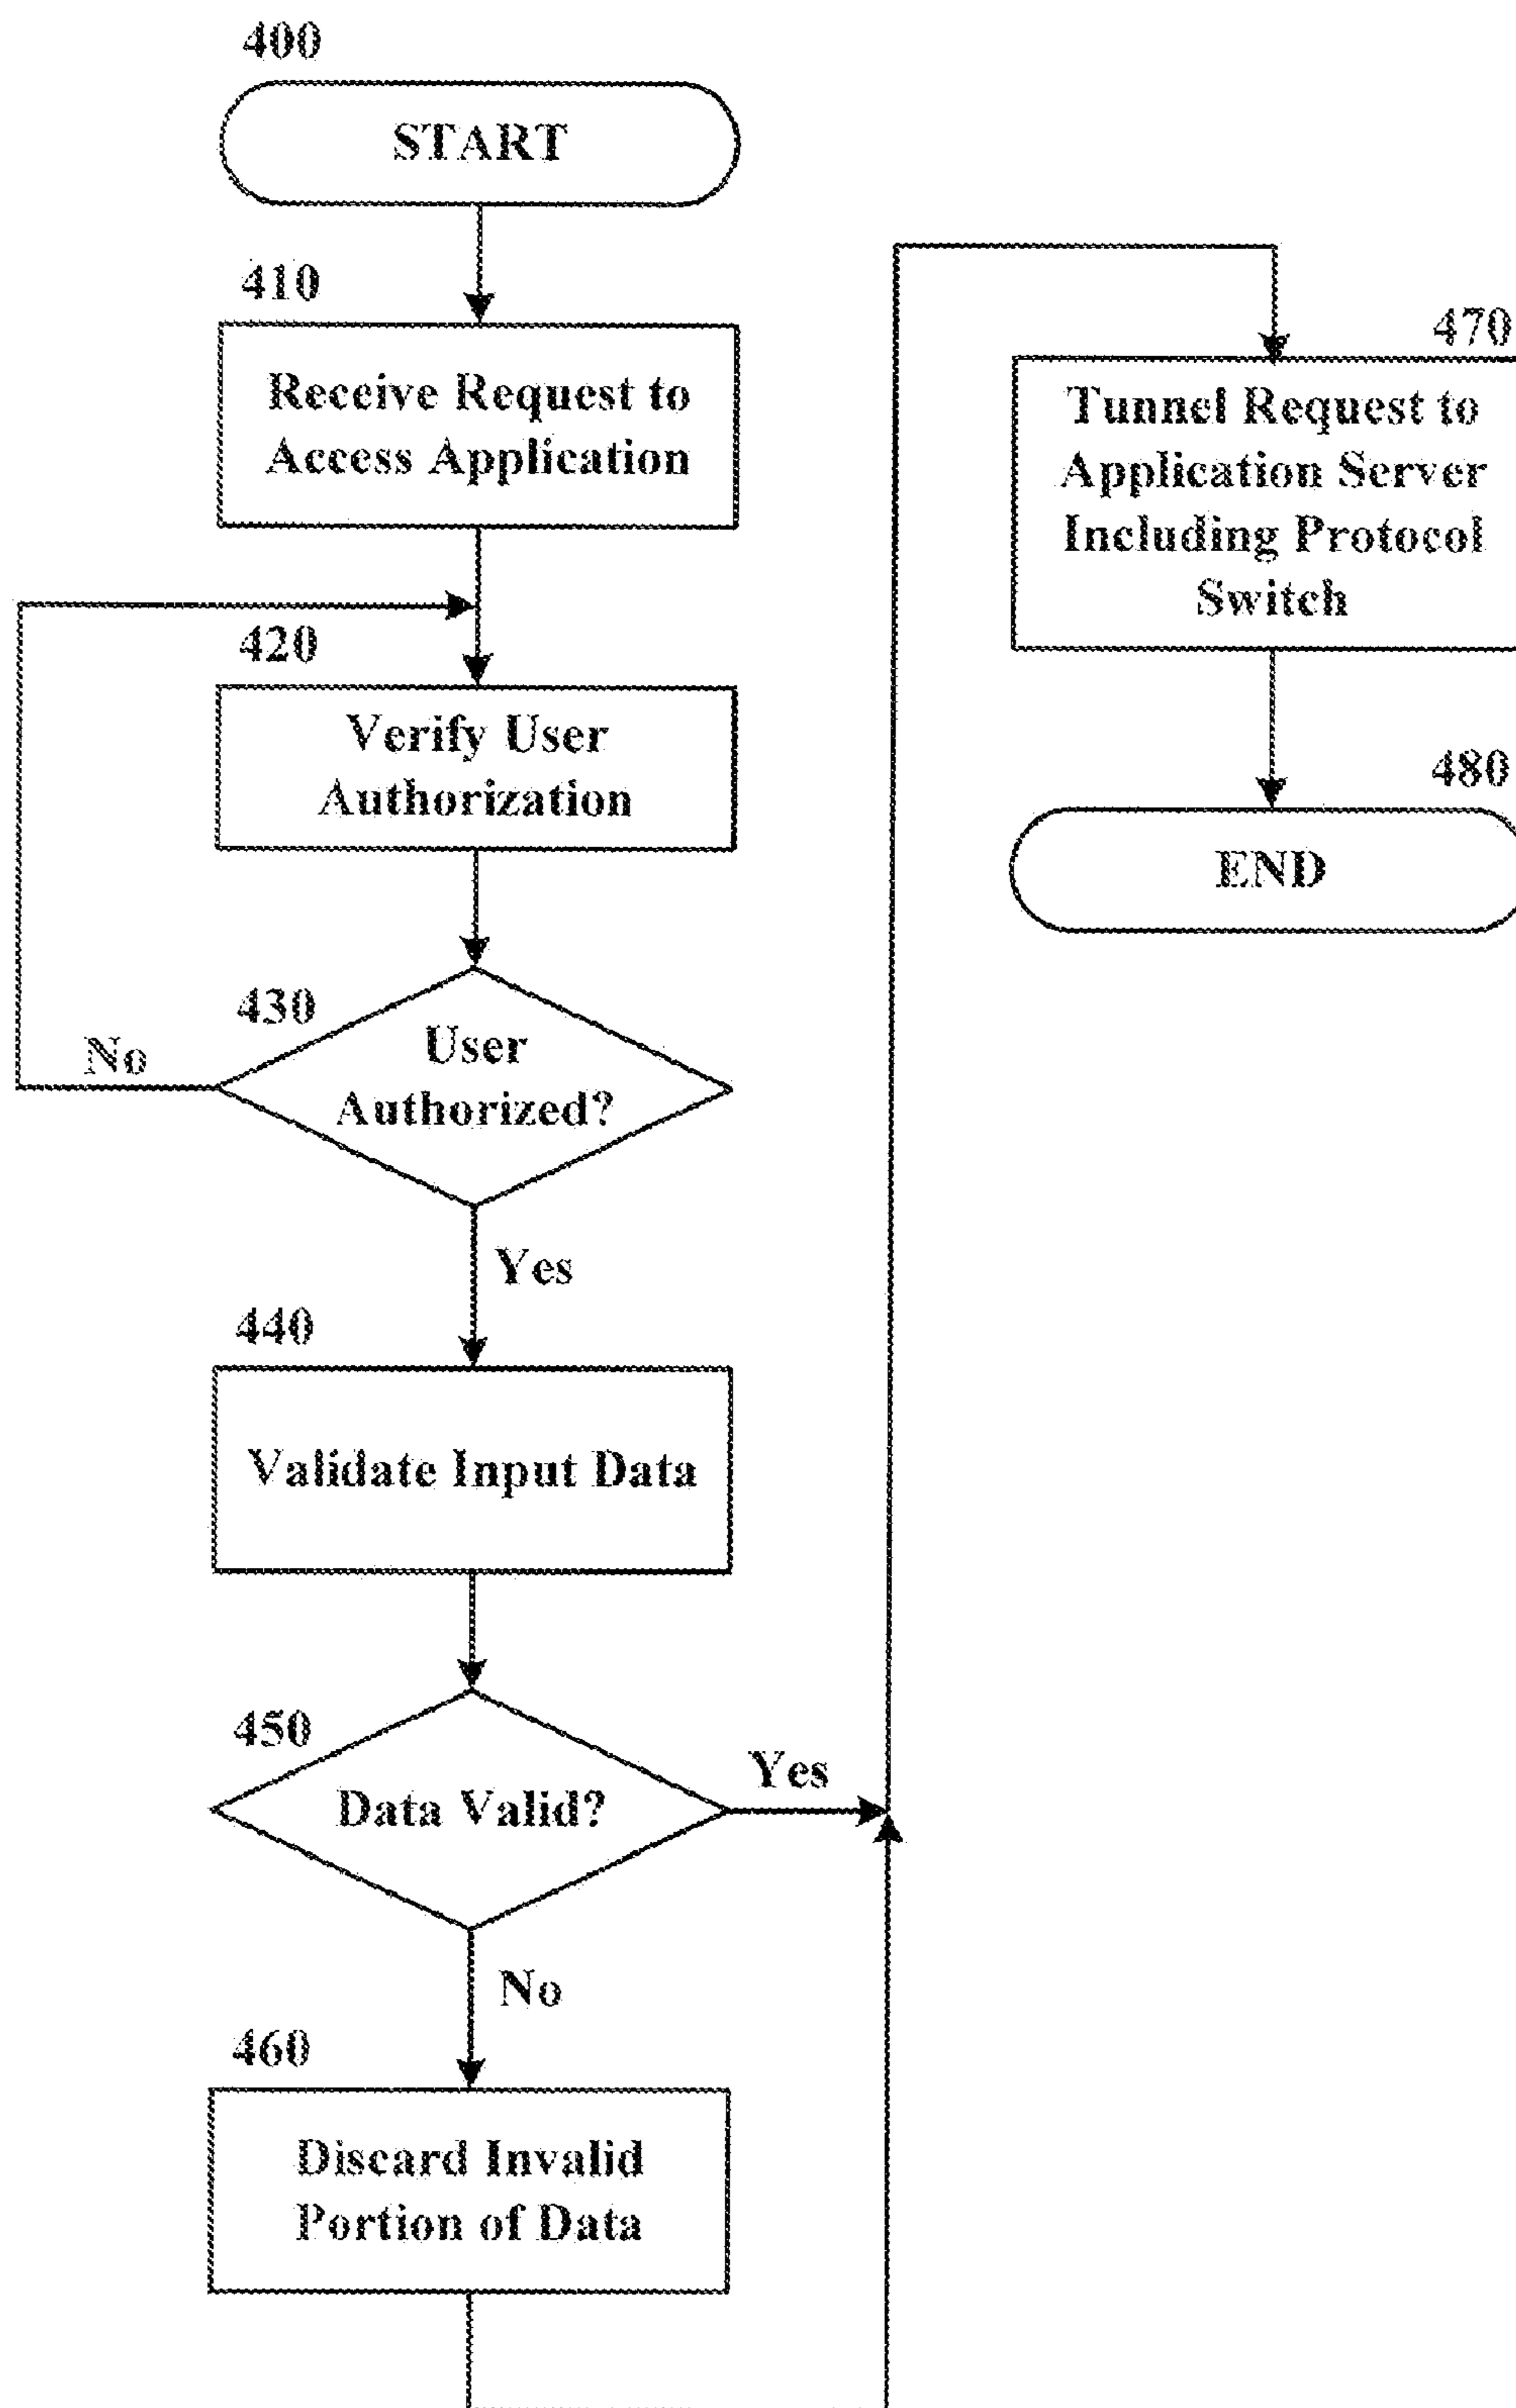 400
START
410
Receive Request to
Access Application
420
Verify User
Authorization
430
User
Authorized?
No
Yes
440
Validate Input Data
450
Data Valid?
Yes
No
460
Discard Invalid
Portion of Data
470
Tunnel Request to
Application Server
Including Protocol
Switch
480
END